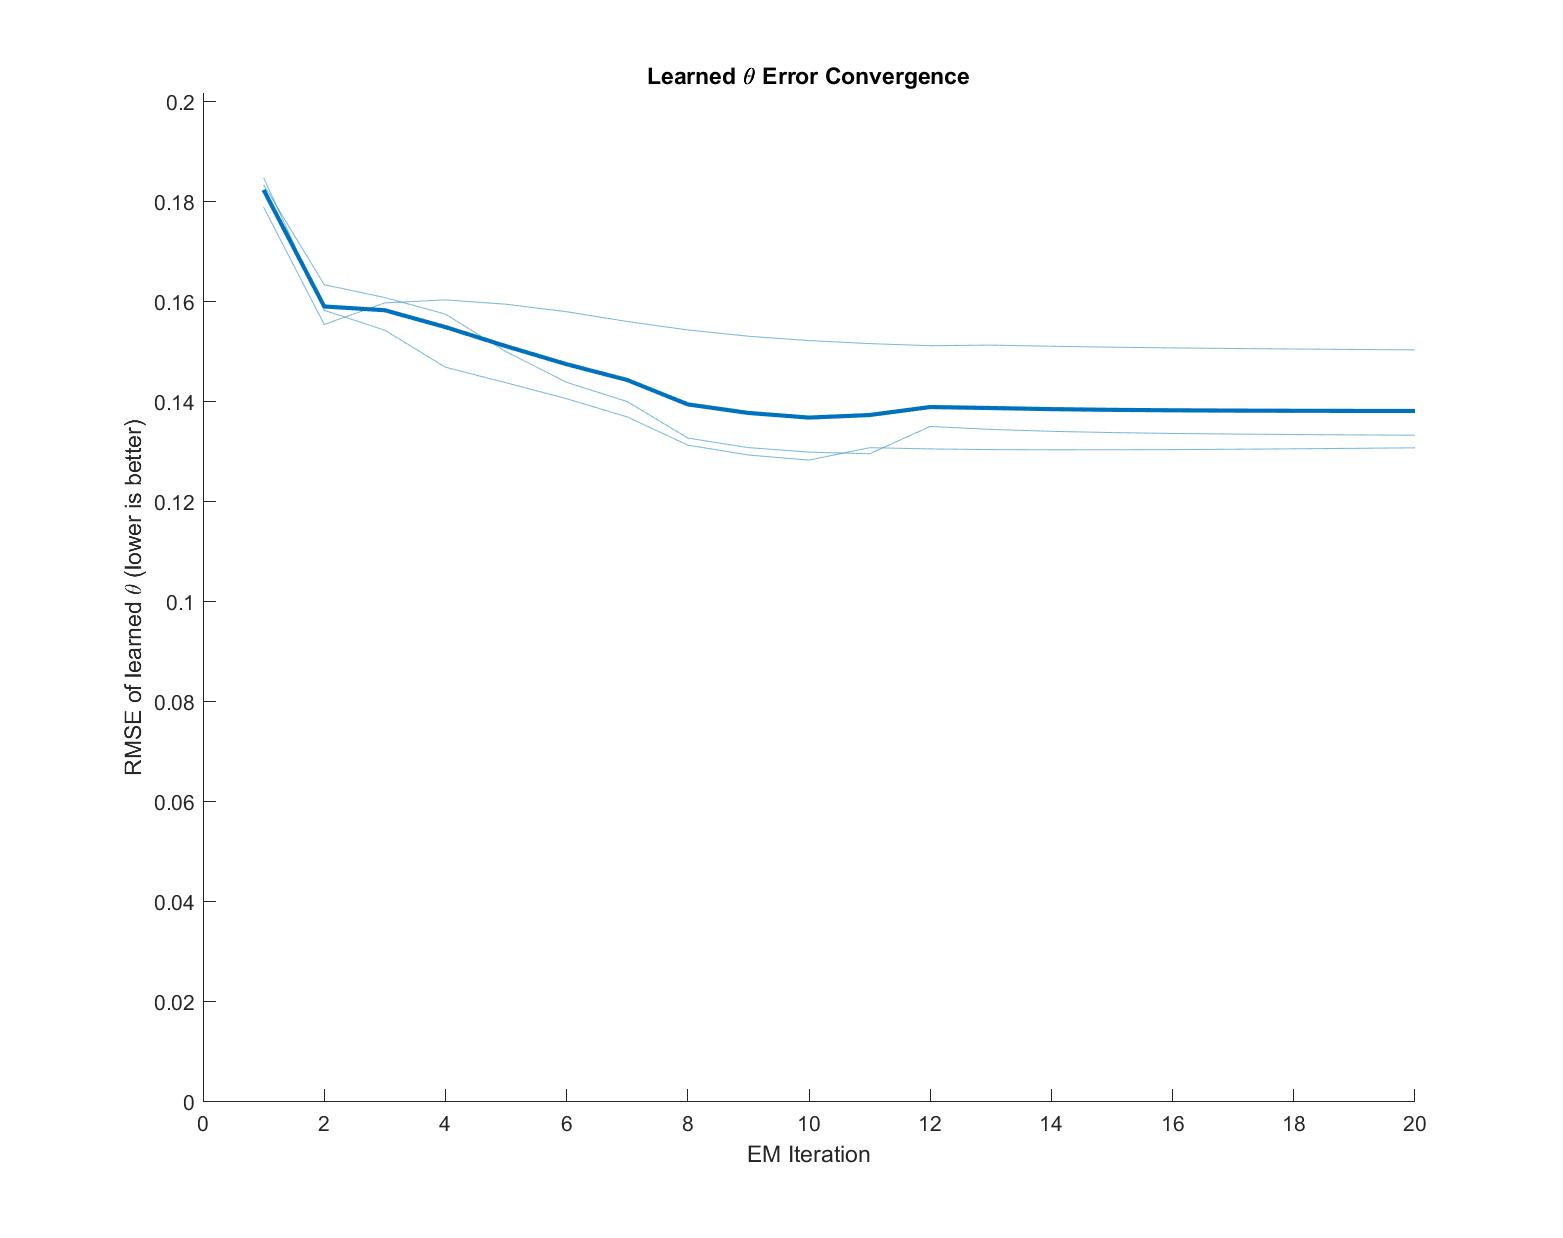 Learned θ Error Convergence
0.2
0.18
0.16
0.14
0.12
0.1
0.08
0.06
0.04
0.02
0
RMSE of learned θ (lower is better)
0 2 4 6 8 10 12 14 16 18 20
EM Iteration